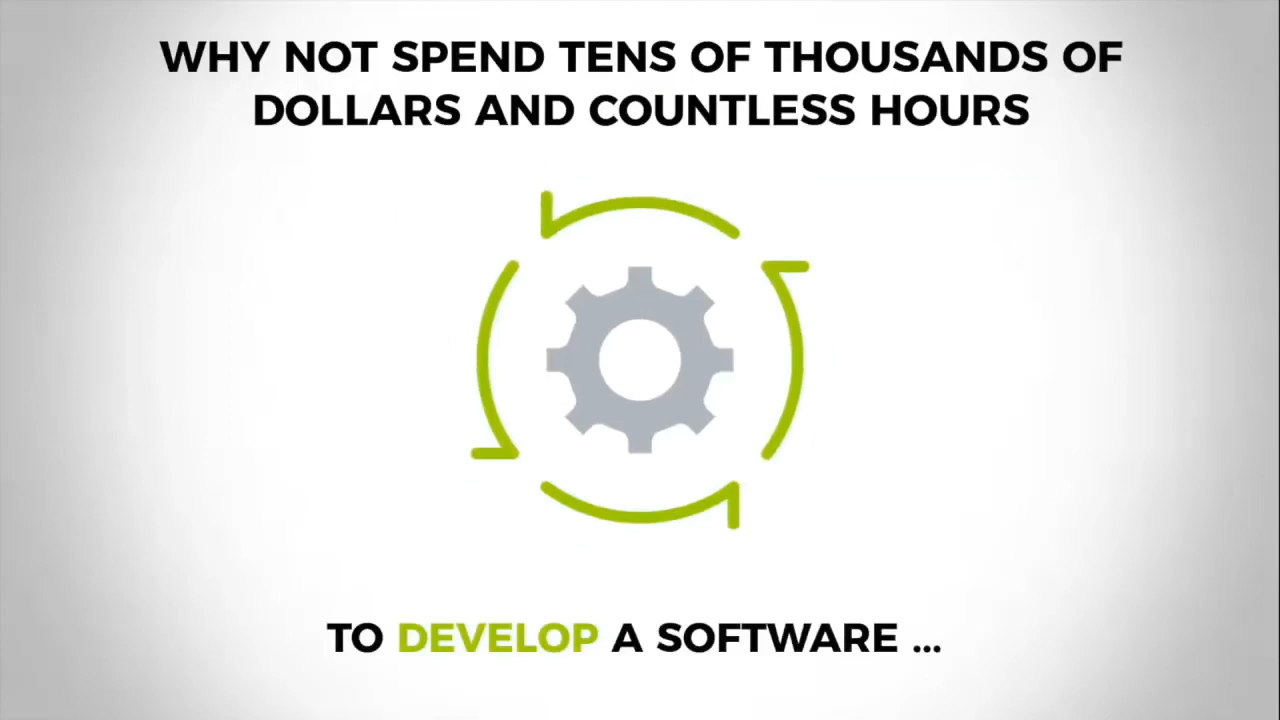 WHY NOT SPEND TENS OF THOUSANDS OF
DOLLARS AND COUNTLESS HOURS
TO DEVELOP A SOFTWARE ...